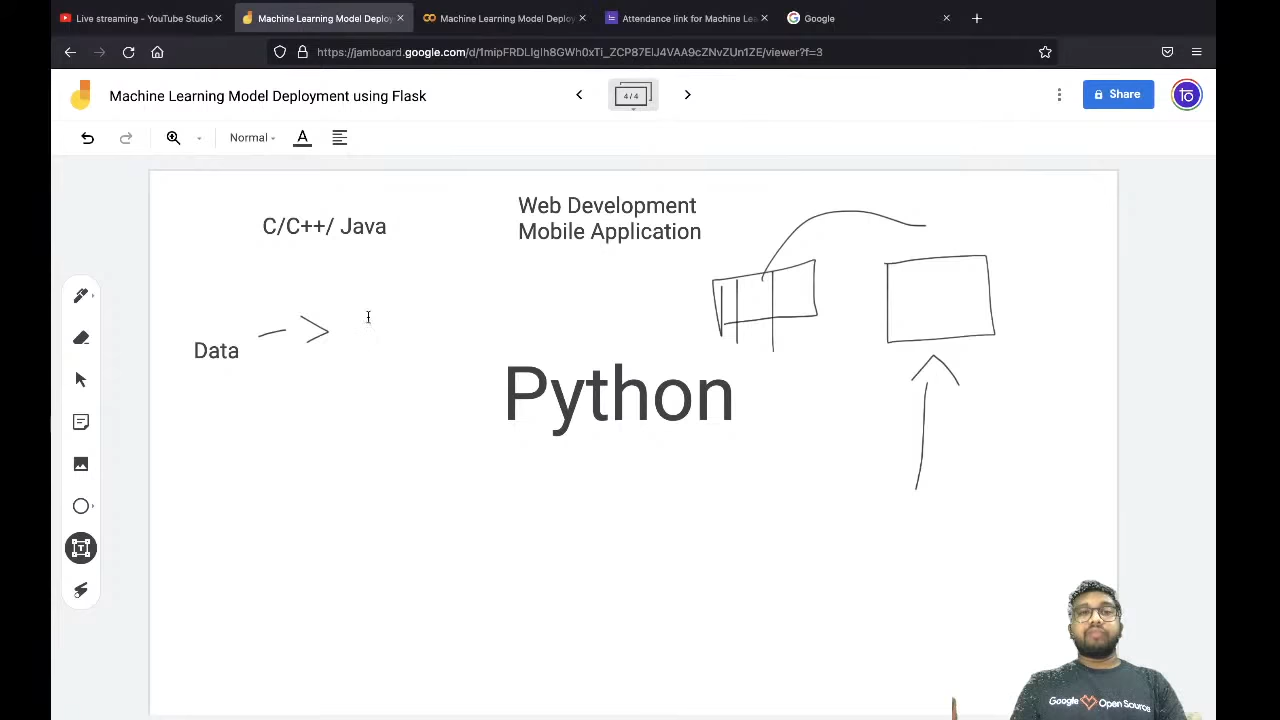 Live streaming - YouTube Studio
Machine Learning Model Deploy
Machine Learning Model Deploy
Attendance link for Machine Lea
Google
https://jamboard.google.com/d/1mipFRDLIglh8GWh0xTi_ZCP87ElJ4VAA9cZNvZUn1ZE/viewer?f=3
Machine Learning Model Deployment using Flask
4/4
Share
Normal
A
C/C++/ Java
Web Development
Mobile Application
Data
Python
T
Google Open Source